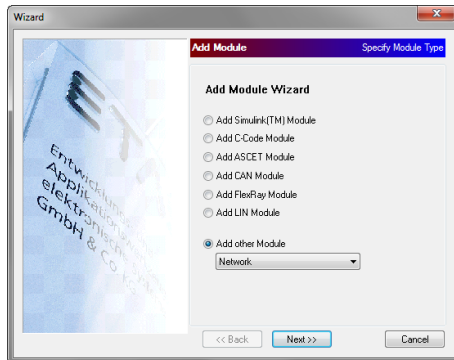 Wizard
Add Module
Specify Module Type
Add Module Wizard
Add Simulink(TM) Module
Add C-Code Module
Add ASCET Module
Add CAN Module
Add FlexRay Module
Add LIN Module
Add other Module
Network
ET
Entwicklungs
Applikations
elektronischer
GmbH & Co
<< Back
Next >>
Cancel